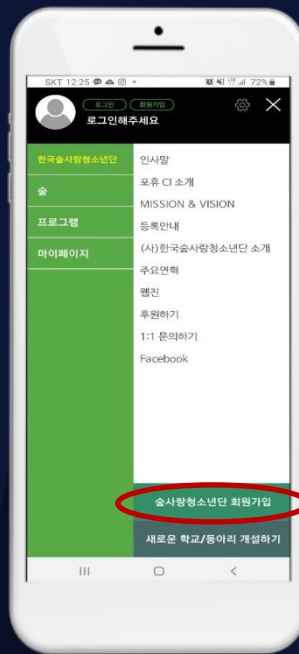 SKT 12:25
72%
로그인 회원가입
로그인해주세요
한국숲사랑청소년단
숲
프로그램
마이페이지
인사말
포휴 CI 소개
MISSION & VISION
등록안내
(사)한국숲사랑청소년단 소개
주요연혁
웹진
후원하기
1:1 문의하기
Facebook
숲사랑청소년단 회원가입
새로운 학교/동아리 개설하기